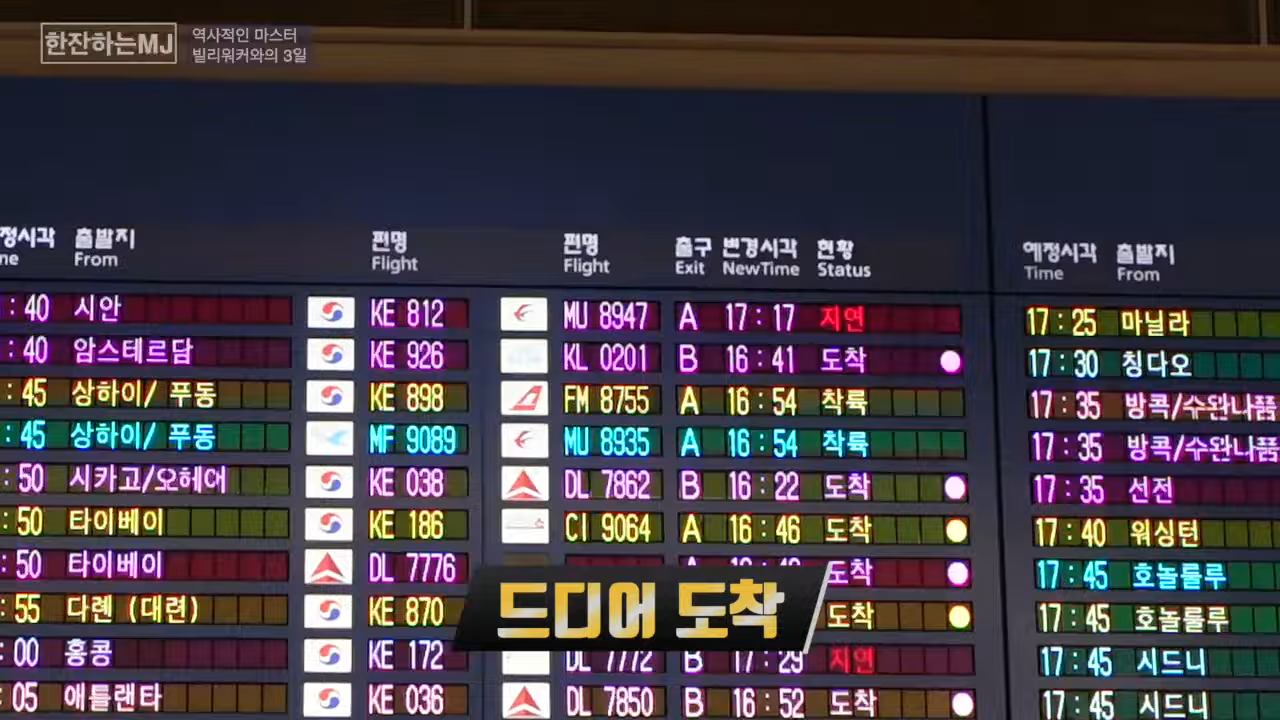 한잔하는MJ
역사적인 마스터
빌리워커와의 3일
정시각 출발지 편명 편명 출구 변경시각 현황 예정시각 출발지
me From Flight Flight Exit NewTime Status Time From
:40 시안 KE 812 MU 8947 A 17:17 지연 17:25 마닐라
:40 암스테르담 KE 926 KL 0201 B 16:41 도착 17:30 칭다오
:45 상하이/ 푸동 KE 898 FM 8755 A 16:54 착륙 17:35 방콕/수완나품
:45 상하이/ 푸동 MF 9089 MU 8935 A 16:54 착륙 17:35 방콕/수완나품
:50 시카고/오헤어 KE 038 DL 7862 B 16:22 도착 17:35 선전
:50 타이베이 KE 186 CI 9064 A 16:46 도착 17:40 워싱턴
:50 타이베이 DL 7776 도착 17:45 호놀룰루
:55 다롄 (대련) KE 870 도착 17:45 호놀룰루
드디어 도착
:00 홍콩 KE 172 DL 7772 B 17:29 지연 17:45 시드니
:05 애틀랜타 KE 036 DL 7850 B 16:52 도착 17:45 시드니